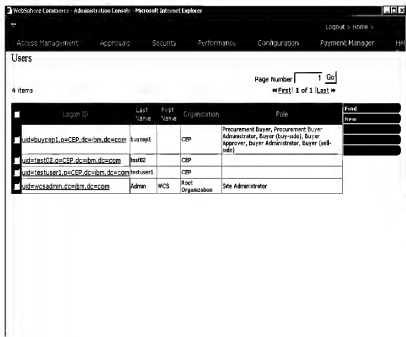 WebSphere Commerce - Administration Console - Microsoft Internet Explorer
Logout > Home >
Access Management Approvals Security Performance Configuration Payment Manager
Users
Page Number 1 Go
4 items
First| 1 of 1 |Last
Logon ID Last Name First Name Organization Role
Find
New
uid=buycep1,o=CEP,dc=ibm,dc=com buycep1 CEP Procurement Buyer, Procurement Buyer Administrator, Buyer (buy-side), Buyer Approver, Buyer Administrator, Buyer (sell-side)
uid=test02,o=CEP,dc=ibm,dc=com test02 CEP
uid=testuser1,o=CEP,dc=ibm,dc=com testuser1 CEP
uid=wcsadmin,dc=ibm,dc=com Admin WCS Root Organization Site Administrator